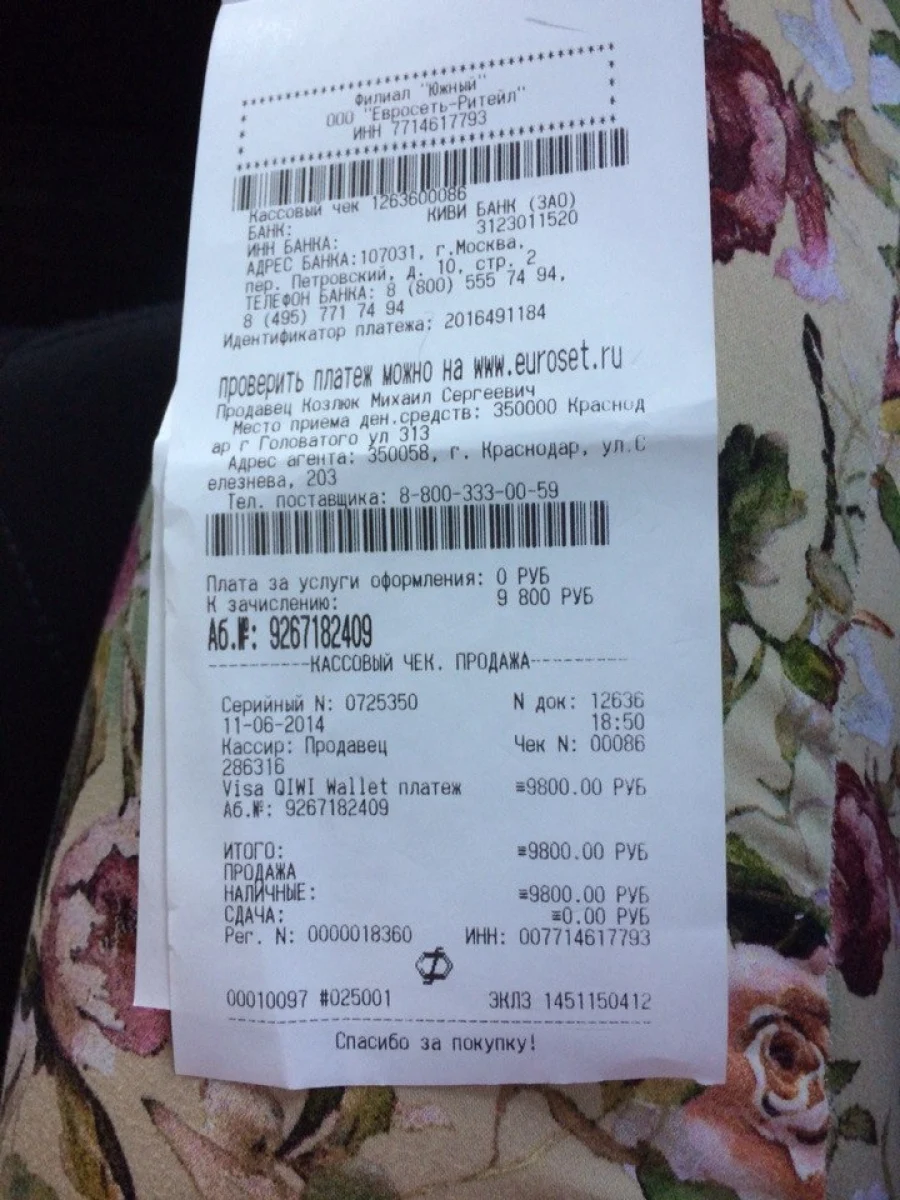 Филиал "Южный"
ООО "Евросеть-Ритейл"
ИНН 7714617793
Кассовый чек 1263600086
БАНК: КИВИ БАНК (ЗАО)
ИНН БАНКА: 3123011520
АДРЕС БАНКА:107031, г.Москва,
пер. Петровский, д. 10, стр. 2
ТЕЛЕФОН БАНКА: 8 (800) 555 74 94,
8 (495) 771 74 94
Идентификатор платежа: 2016491184
проверить платеж можно на www.euroset.ru
Продавец Козлюк Михаил Сергеевич
Место приема ден.средств: 350000 Краснод
ар г Головатого ул 313
Адрес агента: 350058, г. Краснодар, ул.С
елезнева, 203
Тел. поставщика: 8-800-333-00-59
Плата за услуги оформления: 0 РУБ
К зачислению: 9 800 РУБ
Аб.№: 9267182409
----------КАССОВЫЙ ЧЕК. ПРОДАЖА----------
Серийный N: 0725350 N док: 12636
11-06-2014 18:50
Кассир: Продавец Чек N: 00086
286316
Visa QIWI Wallet платеж ≡9800.00 РУБ
Аб.№: 9267182409
ИТОГО: ≡9800.00 РУБ
ПРОДАЖА
НАЛИЧНЫЕ: ≡9800.00 РУБ
СДАЧА: ≡0.00 РУБ
Рег. N: 0000018360 ИНН: 007714617793
00010097 #025001 ЭКЛЗ 1451150412
Спасибо за покупку!